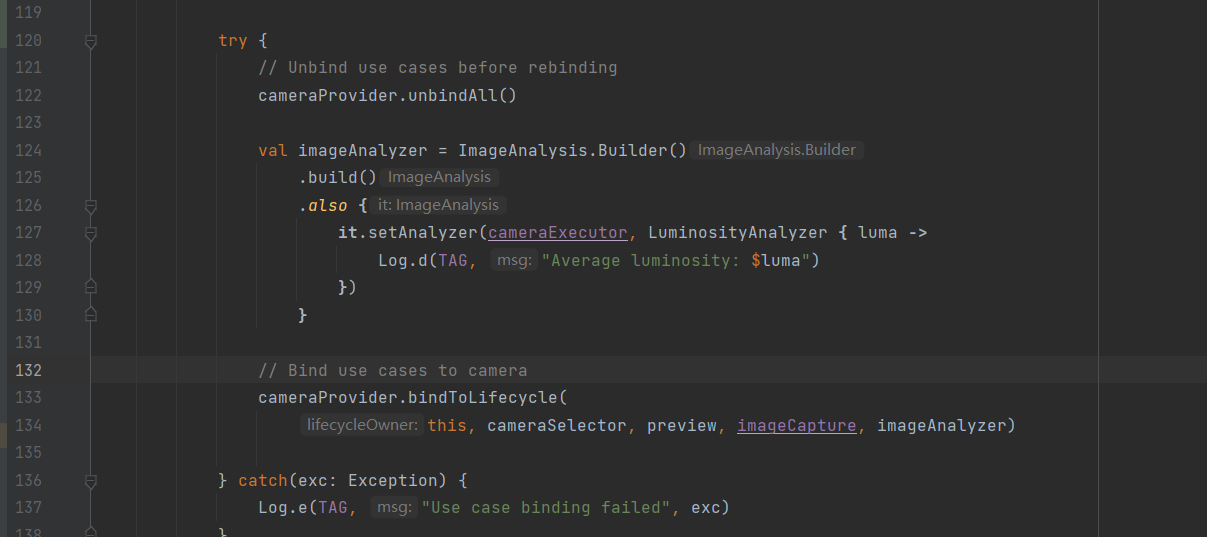 119
120 try {
121 // Unbind use cases before rebinding
122 cameraProvider.unbindAll()
123
124 val imageAnalyzer = ImageAnalysis.Builder() ImageAnalysis.Builder
125 .build() ImageAnalysis
126 .also { it: ImageAnalysis
127 it.setAnalyzer(cameraExecutor, LuminosityAnalyzer { luma ->
128 Log.d(TAG, msg: "Average luminosity: $luma")
129 })
130 }
131
132 // Bind use cases to camera
133 cameraProvider.bindToLifecycle(
134 lifecycleOwner: this, cameraSelector, preview, imageCapture, imageAnalyzer)
135
136 } catch(exc: Exception) {
137 Log.e(TAG, msg: "Use case binding failed", exc)
138 }